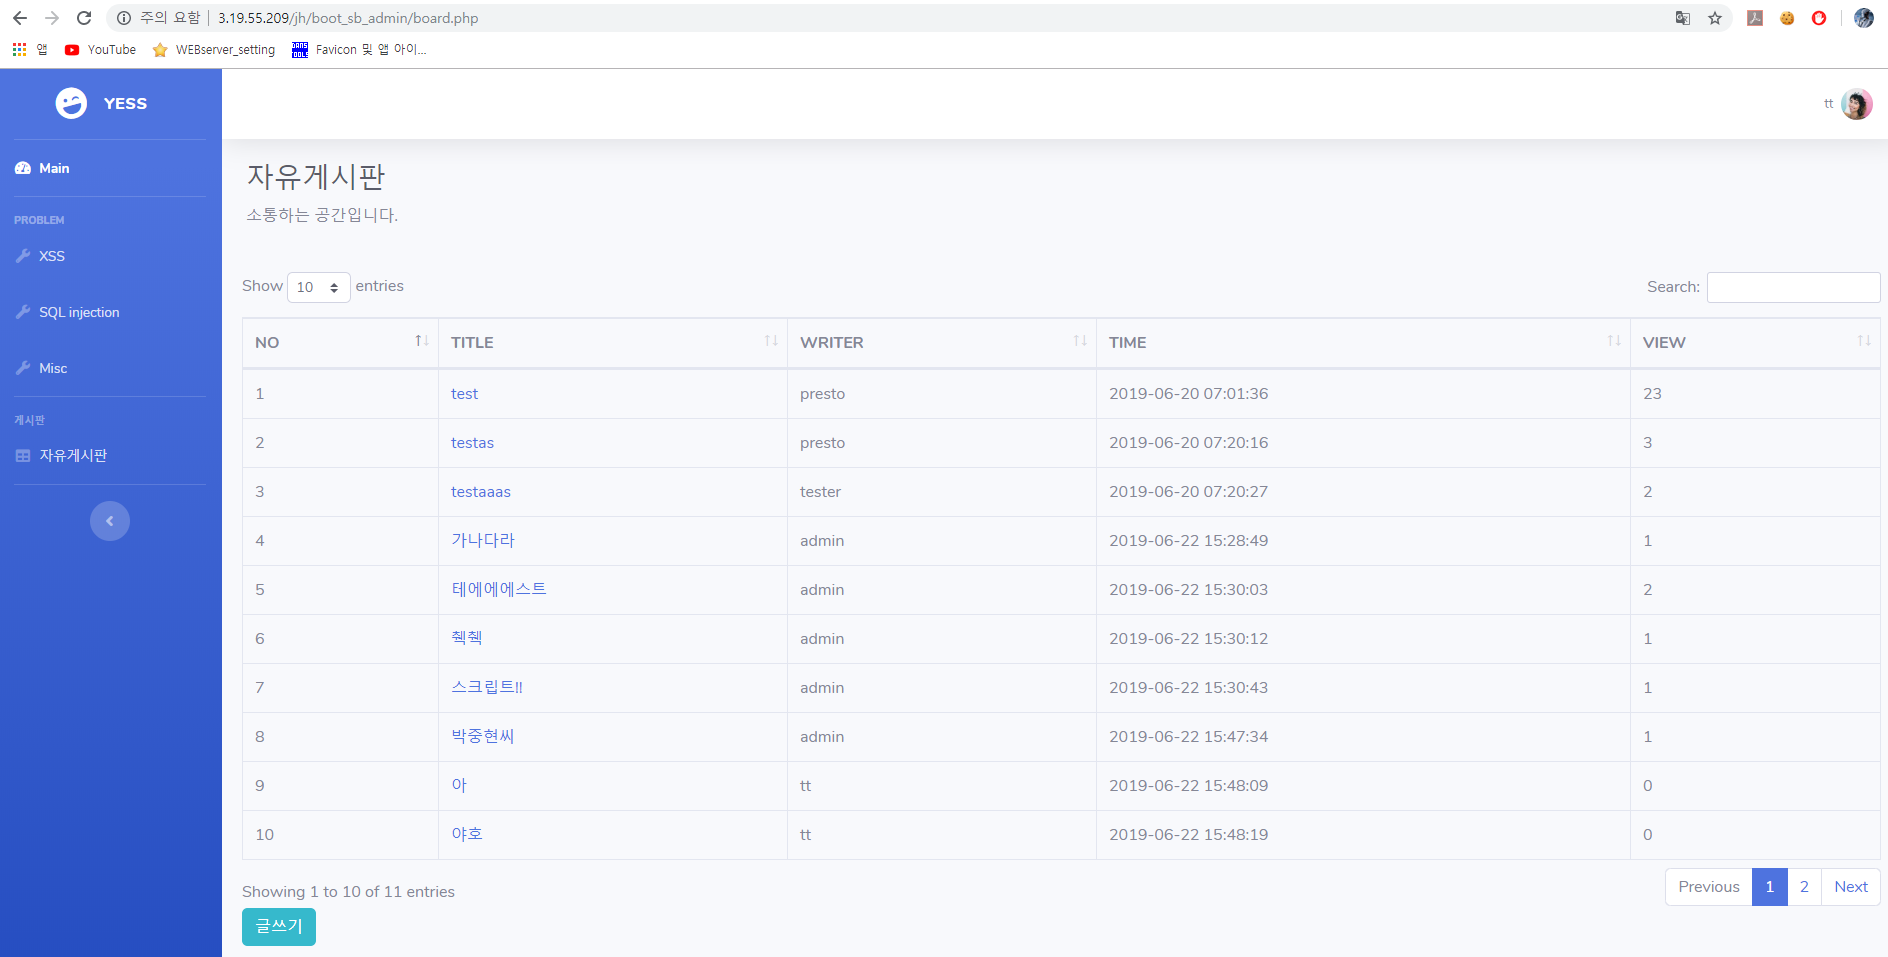 주의 요함 3.19.55.209/jh/boot_sb_admin/board.php
앱 YouTube WEBserver_setting Favicon 및 앱 아이...
YESS
tt
Main
PROBLEM
XSS
SQL injection
Misc
게시판
자유게시판
자유게시판
소통하는 공간입니다.
Show 10 entries Search:
NO TITLE WRITER TIME VIEW
1 test presto 2019-06-20 07:01:36 23
2 testas presto 2019-06-20 07:20:16 3
3 testaaas tester 2019-06-20 07:20:27 2
4 가나다라 admin 2019-06-22 15:28:49 1
5 테에에에스트 admin 2019-06-22 15:30:03 2
6 췍췍 admin 2019-06-22 15:30:12 1
7 스크립트!! admin 2019-06-22 15:30:43 1
8 박중현씨 admin 2019-06-22 15:47:34 1
9 아 tt 2019-06-22 15:48:09 0
10 야호 tt 2019-06-22 15:48:19 0
Showing 1 to 10 of 11 entries
Previous 1 2 Next
글쓰기